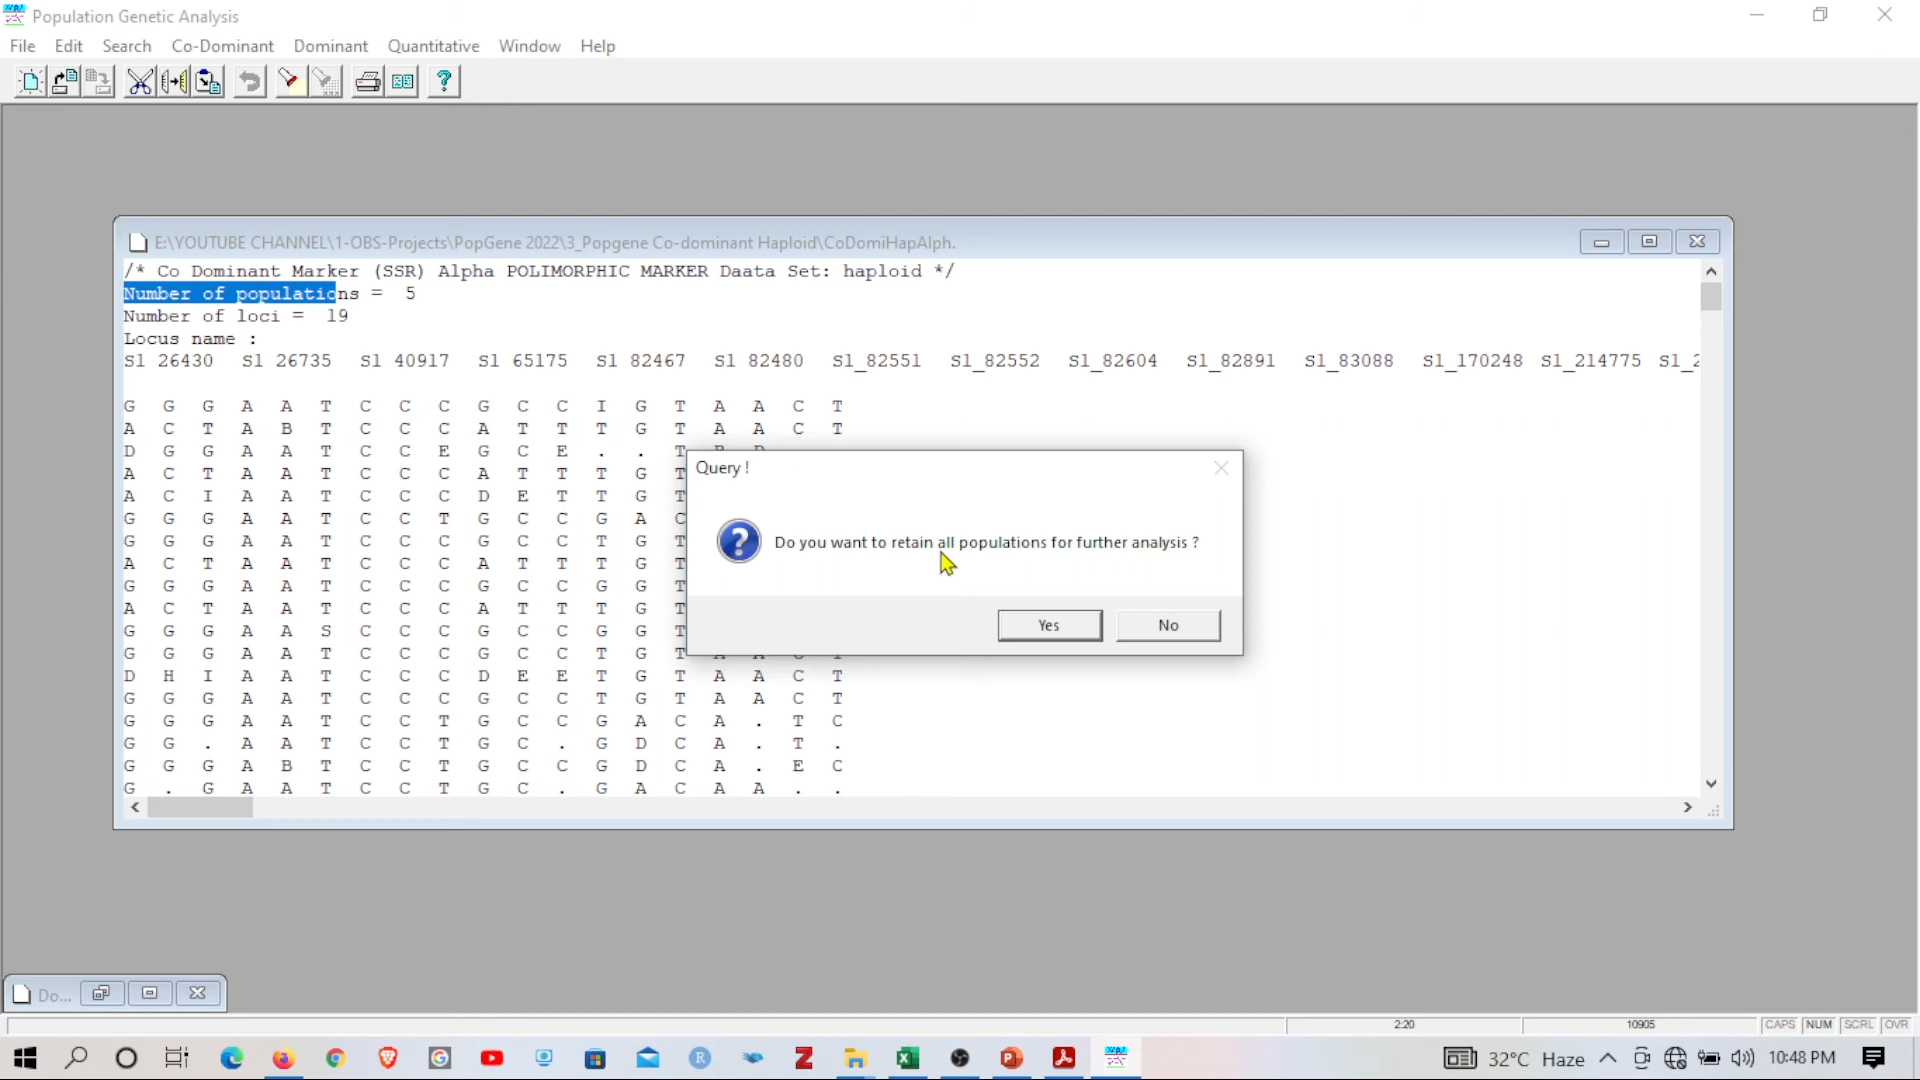 Population Genetic Analysis
File Edit Search Co-Dominant Dominant Quantitative Window Help
E:\YOUTUBE CHANNEL\1-OBS-Projects\PopGene 2022\3_Popgene Co-dominant Haploid\CoDomiHapAlph.
/* Co Dominant Marker (SSR) Alpha POLIMORPHIC MARKER Daata Set: haploid */
Number of populations = 5
Number of loci = 19
Locus name :
Sl 26430 Sl 26735 Sl 40917 Sl 65175 Sl 82467 Sl 82480 Sl_82551 Sl_82552 Sl_82604 Sl_82891 Sl_83088 Sl_170248 Sl_214775 Sl_2
G G G A A T C C C G C C I G T A A C T
A C T A B T C C C A T T T G T A A C T
D G G A A T C C E G C E . . T
A C T A A T C C C A T T T G T
A C I A A T C C C D E T T G T
G G G A A T C C T G C C G A C
G G G A A T C C C G C C T G T
A C T A A T C C C A T T T G T
G G G A A T C C C G C C G G T
A C T A A T C C C A T T T G T
G G G A A S C C C G C C G G T
G G G A A T C C C G C C T G T
D H I A A T C C C D E E T G T A A C T
G G G A A T C C C G C C T G T A A C T
G G G A A T C C T G C C G A C A . T C
G G . A A T C C T G C . G D C A . T .
G G G A B T C C T G C C G D C A . E C
G . G A A T C C T G C . G A C A A . .
Query !
Do you want to retain all populations for further analysis ?
Yes No
Do...
2:20 10905 CAPS NUM SCRL OVR
32°C Haze 10:48 PM